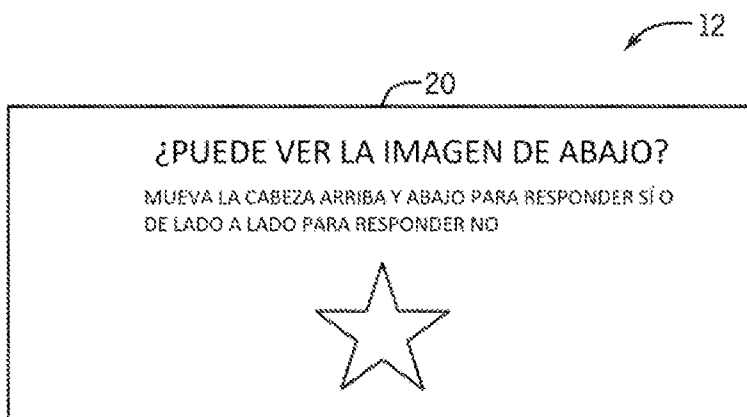 12
20
¿PUEDE VER LA IMAGEN DE ABAJO?
MUEVA LA CABEZA ARRIBA Y ABAJO PARA RESPONDER SÍ O
DE LADO A LADO PARA RESPONDER NO